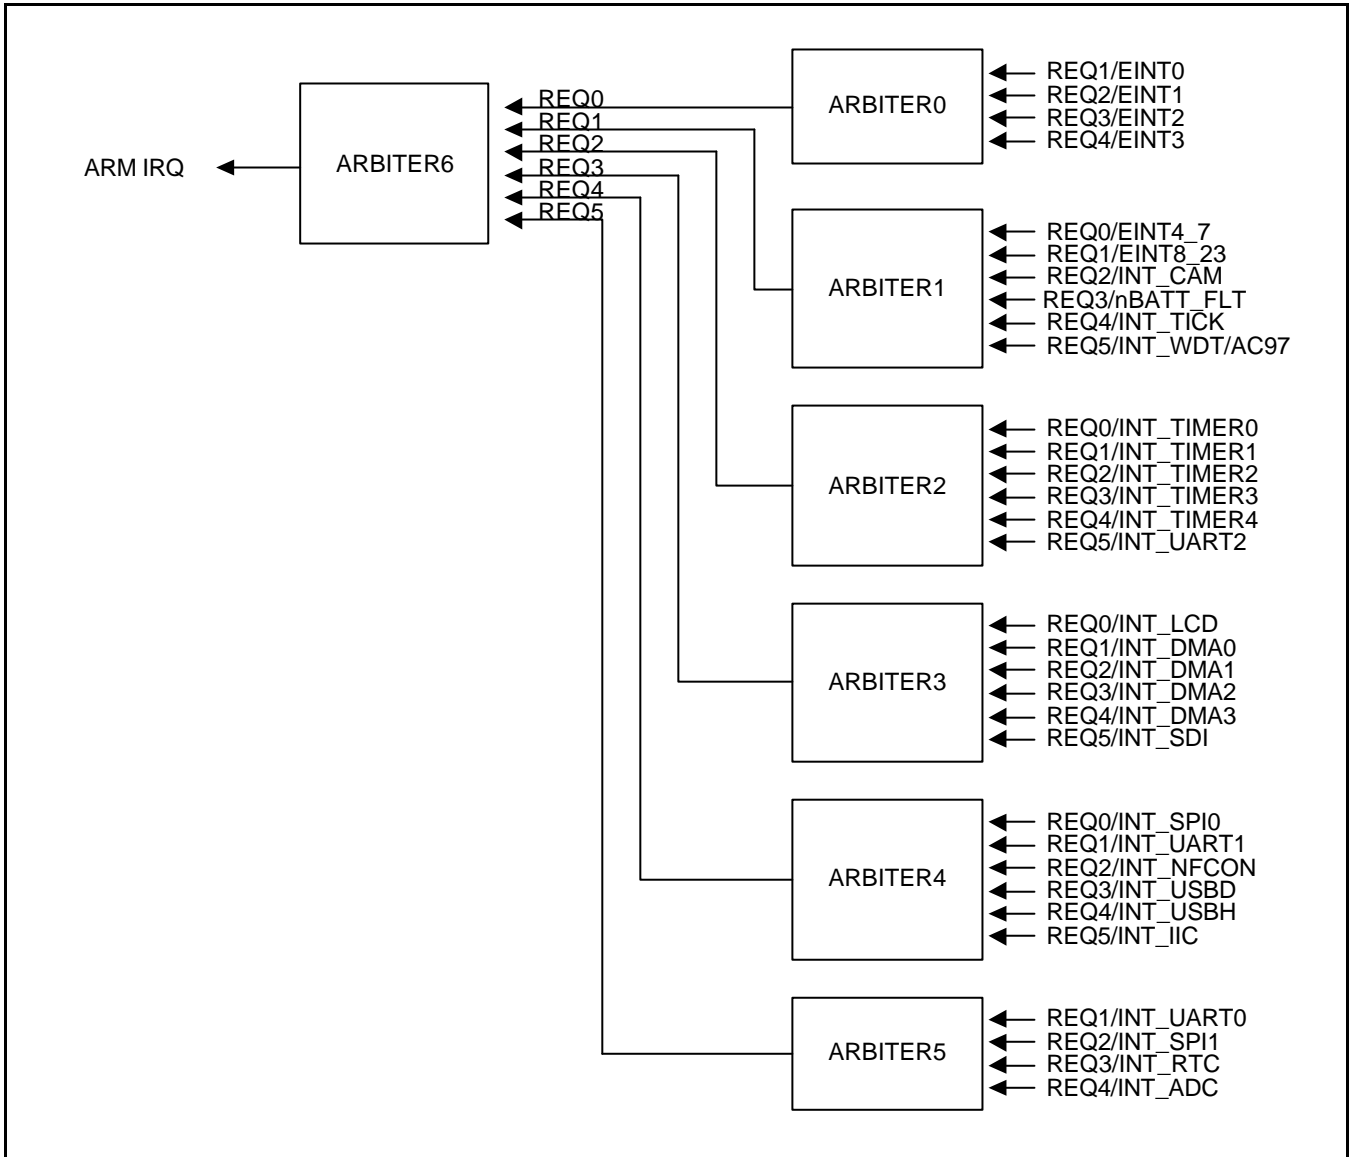 ARM IRQ
ARBITER6
REQ0
REQ1
REQ2
REQ3
REQ4
REQ5
ARBITER0
REQ1/EINT0
REQ2/EINT1
REQ3/EINT2
REQ4/EINT3
ARBITER1
REQ0/EINT4_7
REQ1/EINT8_23
REQ2/INT_CAM
REQ3/nBATT_FLT
REQ4/INT_TICK
REQ5/INT_WDT/AC97
ARBITER2
REQ0/INT_TIMER0
REQ1/INT_TIMER1
REQ2/INT_TIMER2
REQ3/INT_TIMER3
REQ4/INT_TIMER4
REQ5/INT_UART2
ARBITER3
REQ0/INT_LCD
REQ1/INT_DMA0
REQ2/INT_DMA1
REQ3/INT_DMA2
REQ4/INT_DMA3
REQ5/INT_SDI
ARBITER4
REQ0/INT_SPI0
REQ1/INT_UART1
REQ2/INT_NFCON
REQ3/INT_USBD
REQ4/INT_USBH
REQ5/INT_IIC
ARBITER5
REQ1/INT_UART0
REQ2/INT_SPI1
REQ3/INT_RTC
REQ4/INT_ADC